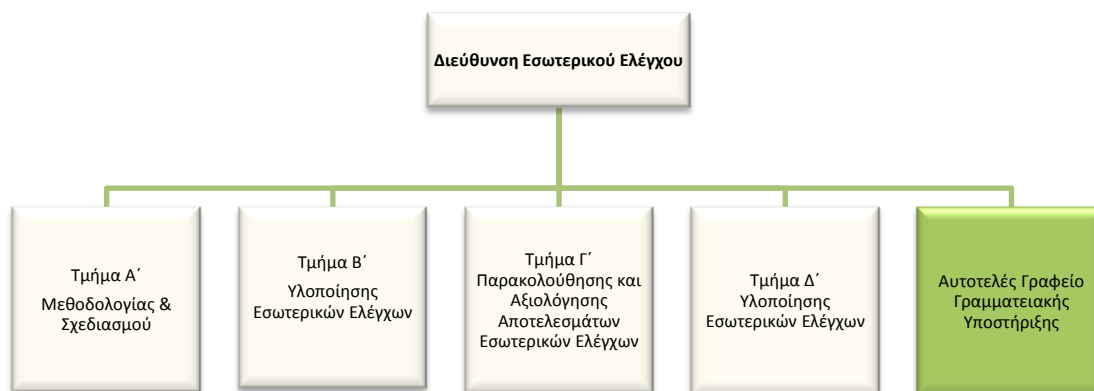 Διεύθυνση Εσωτερικού Ελέγχου
Τμήμα Α΄
Μεθοδολογίας &
Σχεδιασμού
Τμήμα Β΄
Υλοποίησης
Εσωτερικών Ελέγχων
Τμήμα Γ΄
Παρακολούθησης και
Αξιολόγησης
Αποτελεσμάτων
Εσωτερικών Ελέγχων
Τμήμα Δ΄
Υλοποίησης
Εσωτερικών Ελέγχων
Αυτοτελές Γραφείο
Γραμματειακής
Υποστήριξης